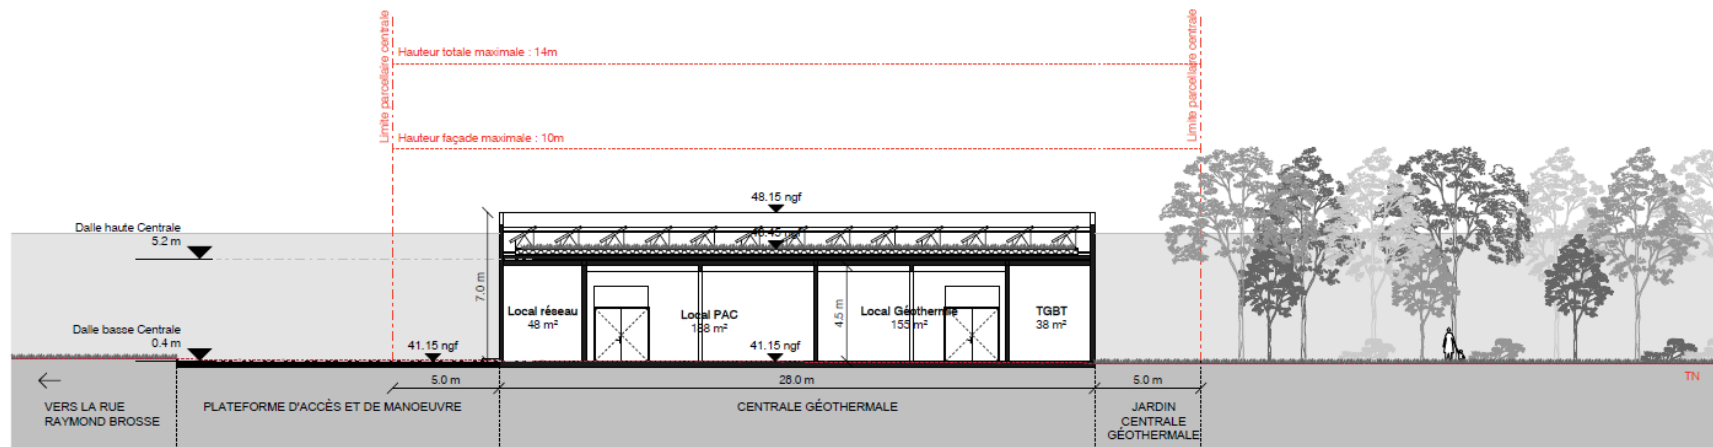 Limite parcellaire centrale
Hauteur totale maximale : 14m
Limite parcellaire centrale
Hauteur façade maximale : 10m
48.15 ngf
Dalle haute Centrale
5.2 m
7.0 m
4.5 m
Local réseau
48 m²
Local PAC
188 m²
Local Géothermie
155 m²
TGBT
38 m²
Dalle basse Centrale
0.4 m
41.15 ngf
41.15 ngf
5.0 m
28.0 m
5.0 m
TN
VERS LA RUE
RAYMOND BROSSE
PLATEFORME D'ACCÈS ET DE MANOEUVRE
CENTRALE GÉOTHERMALE
JARDIN
CENTRALE
GÉOTHERMALE